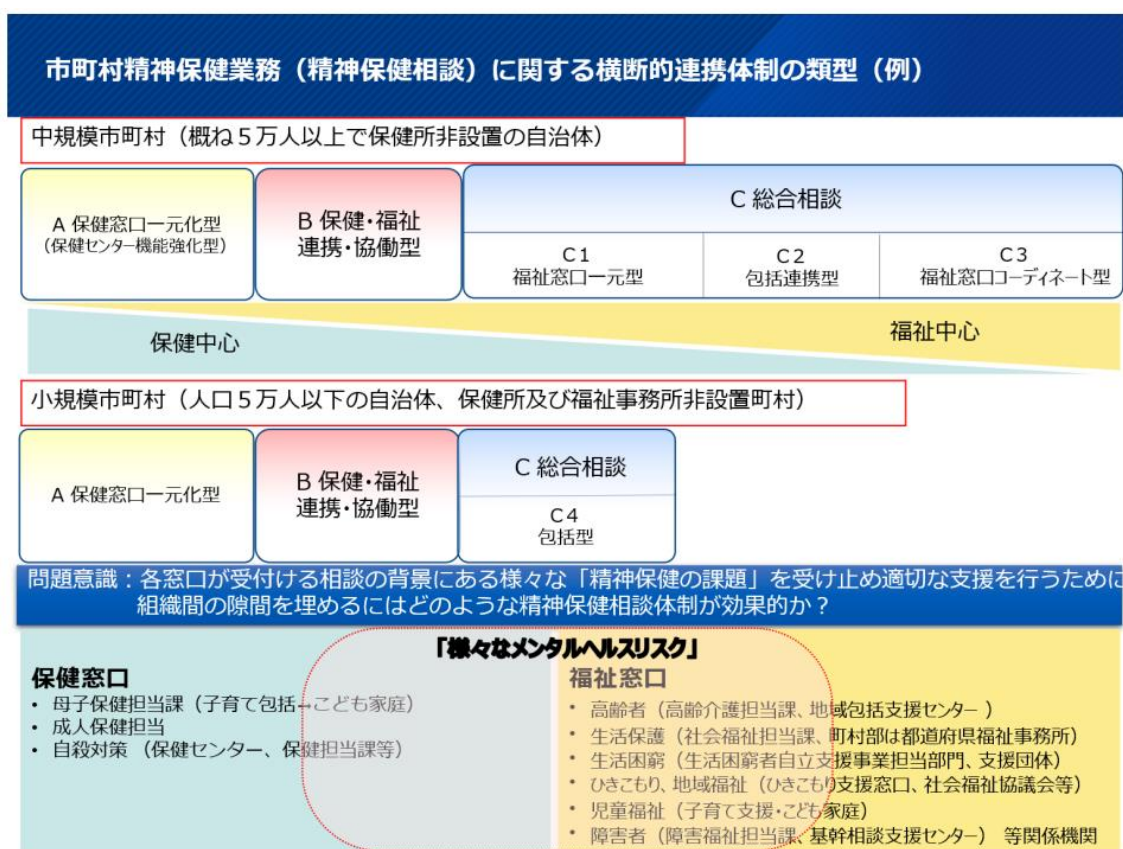 市町村精神保健業務（精神保健相談）に関する横断的連携体制の類型（例）
中規模市町村（概ね５万人以上で保健所非設置の自治体）
A 保健窓口一元化型
（保健センター機能強化型）
B 保健・福祉
連携・協働型
C 総合相談
C1
福祉窓口一元型
C2
包括連携型
C3
福祉窓口コーディネート型
保健中心
福祉中心
小規模市町村（人口５万人以下の自治体、保健所及び福祉事務所非設置町村）
A 保健窓口一元化型
B 保健・福祉
連携・協働型
C 総合相談
C4
包括型
問題意識：各窓口が受付ける相談の背景にある様々な「精神保健の課題」を受け止め適切な支援を行うために
組織間の隙間を埋めるにはどのような精神保健相談体制が効果的か？
「様々なメンタルヘルスリスク」
保健窓口
• 母子保健担当課（子育て包括→こども家庭）
• 成人保健担当
• 自殺対策（保健センター、保健担当課等）
福祉窓口
• 高齢者（高齢介護担当課、地域包括支援センター ）
• 生活保護（社会福祉担当課、町村部は都道府県福祉事務所）
• 生活困窮（生活困窮者自立支援事業担当部門、支援団体）
• ひきこもり、地域福祉（ひきこもり支援窓口、社会福祉協議会等）
• 児童福祉（子育て支援・こども家庭）
• 障害者（障害福祉担当課、基幹相談支援センター） 等関係機関